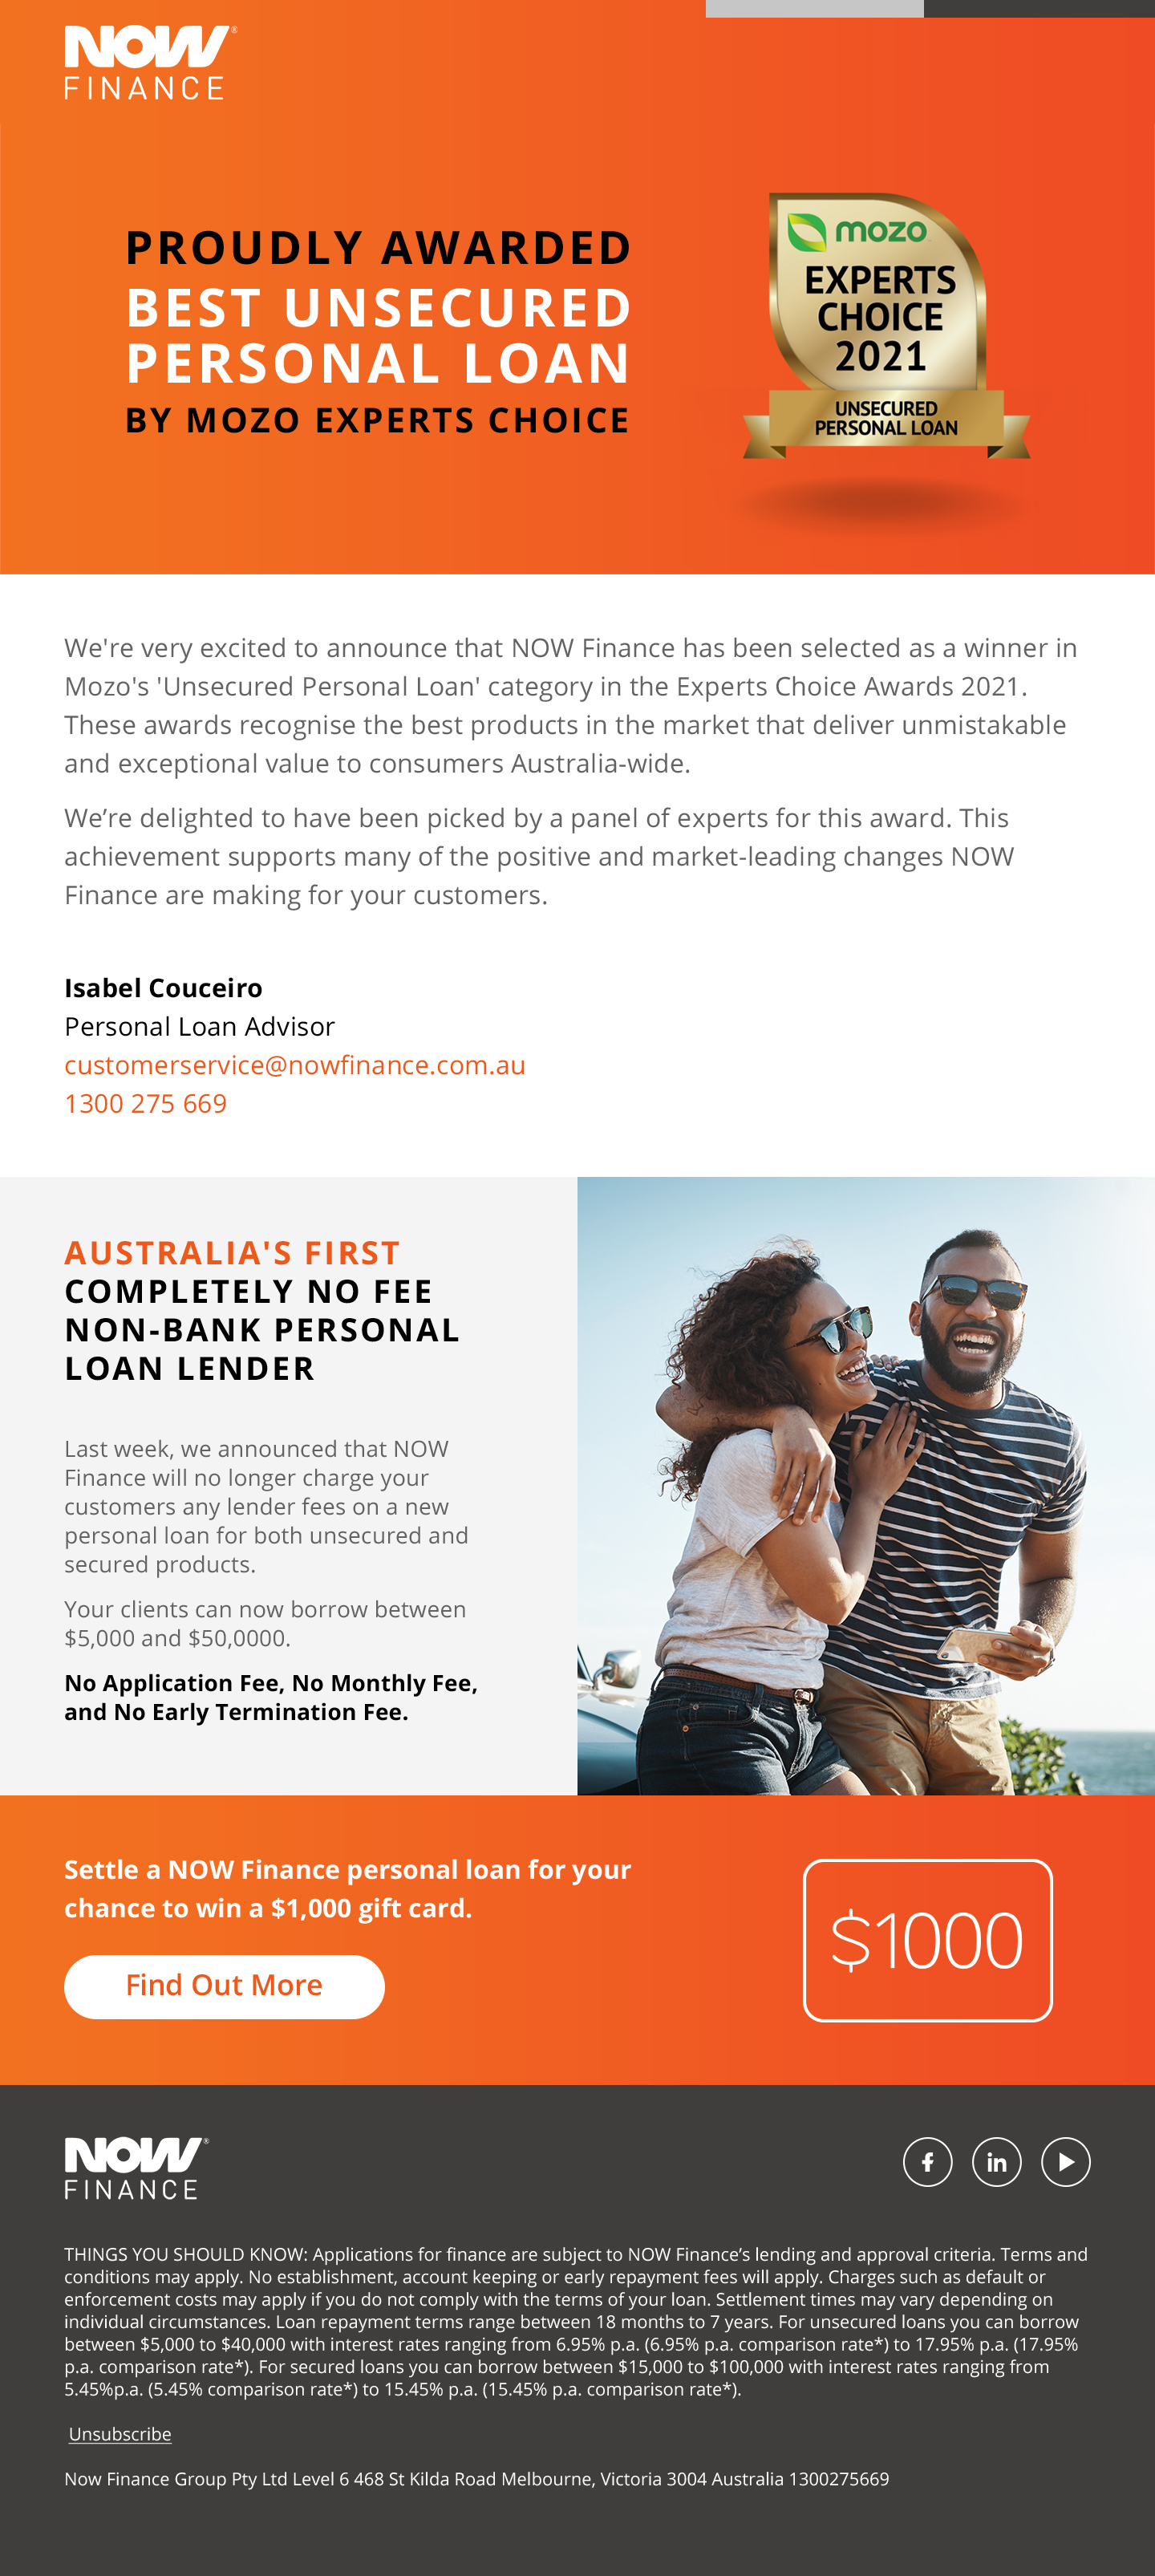 NOW®
FINANCE
PROUDLY AWARDED
BEST UNSECURED
PERSONAL LOAN
BY MOZO EXPERTS CHOICE
mozo
EXPERTS
CHOICE
2021
UNSECURED
PERSONAL LOAN
We're very excited to announce that NOW Finance has been selected as a winner in
Mozo's 'Unsecured Personal Loan' category in the Experts Choice Awards 2021.
These awards recognise the best products in the market that deliver unmistakable
and exceptional value to consumers Australia-wide.
We’re delighted to have been picked by a panel of experts for this award. This
achievement supports many of the positive and market-leading changes NOW
Finance are making for your customers.
Isabel Couceiro
Personal Loan Advisor
customerservice@nowfinance.com.au
1300 275 669
AUSTRALIA'S FIRST
COMPLETELY NO FEE
NON-BANK PERSONAL
LOAN LENDER
Last week, we announced that NOW
Finance will no longer charge your
customers any lender fees on a new
personal loan for both unsecured and
secured products.
Your clients can now borrow between
$5,000 and $50,0000.
No Application Fee, No Monthly Fee,
and No Early Termination Fee.
Settle a NOW Finance personal loan for your
chance to win a $1,000 gift card.
Find Out More
$1000
NOW®
FINANCE
f
in
THINGS YOU SHOULD KNOW: Applications for finance are subject to NOW Finance’s lending and approval criteria. Terms and
conditions may apply. No establishment, account keeping or early repayment fees will apply. Charges such as default or
enforcement costs may apply if you do not comply with the terms of your loan. Settlement times may vary depending on
individual circumstances. Loan repayment terms range between 18 months to 7 years. For unsecured loans you can borrow
between $5,000 to $40,000 with interest rates ranging from 6.95% p.a. (6.95% p.a. comparison rate*) to 17.95% p.a. (17.95%
p.a. comparison rate*). For secured loans you can borrow between $15,000 to $100,000 with interest rates ranging from
5.45%p.a. (5.45% comparison rate*) to 15.45% p.a. (15.45% p.a. comparison rate*).
Unsubscribe
Now Finance Group Pty Ltd Level 6 468 St Kilda Road Melbourne, Victoria 3004 Australia 1300275669